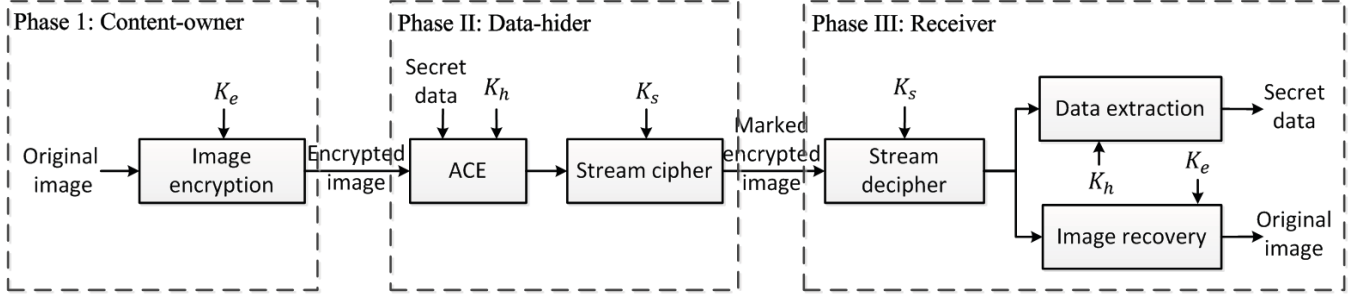 Phase 1: Content-owner
Phase II: Data-hider
Phase III: Receiver
Original
image
K_e
Image
encryption
Encrypted
image
Secret
data
K_h
ACE
K_s
Stream cipher
Marked
encrypted
image
K_s
Stream
decipher
Data extraction
K_h
Secret
data
K_e
Image recovery
Original
image